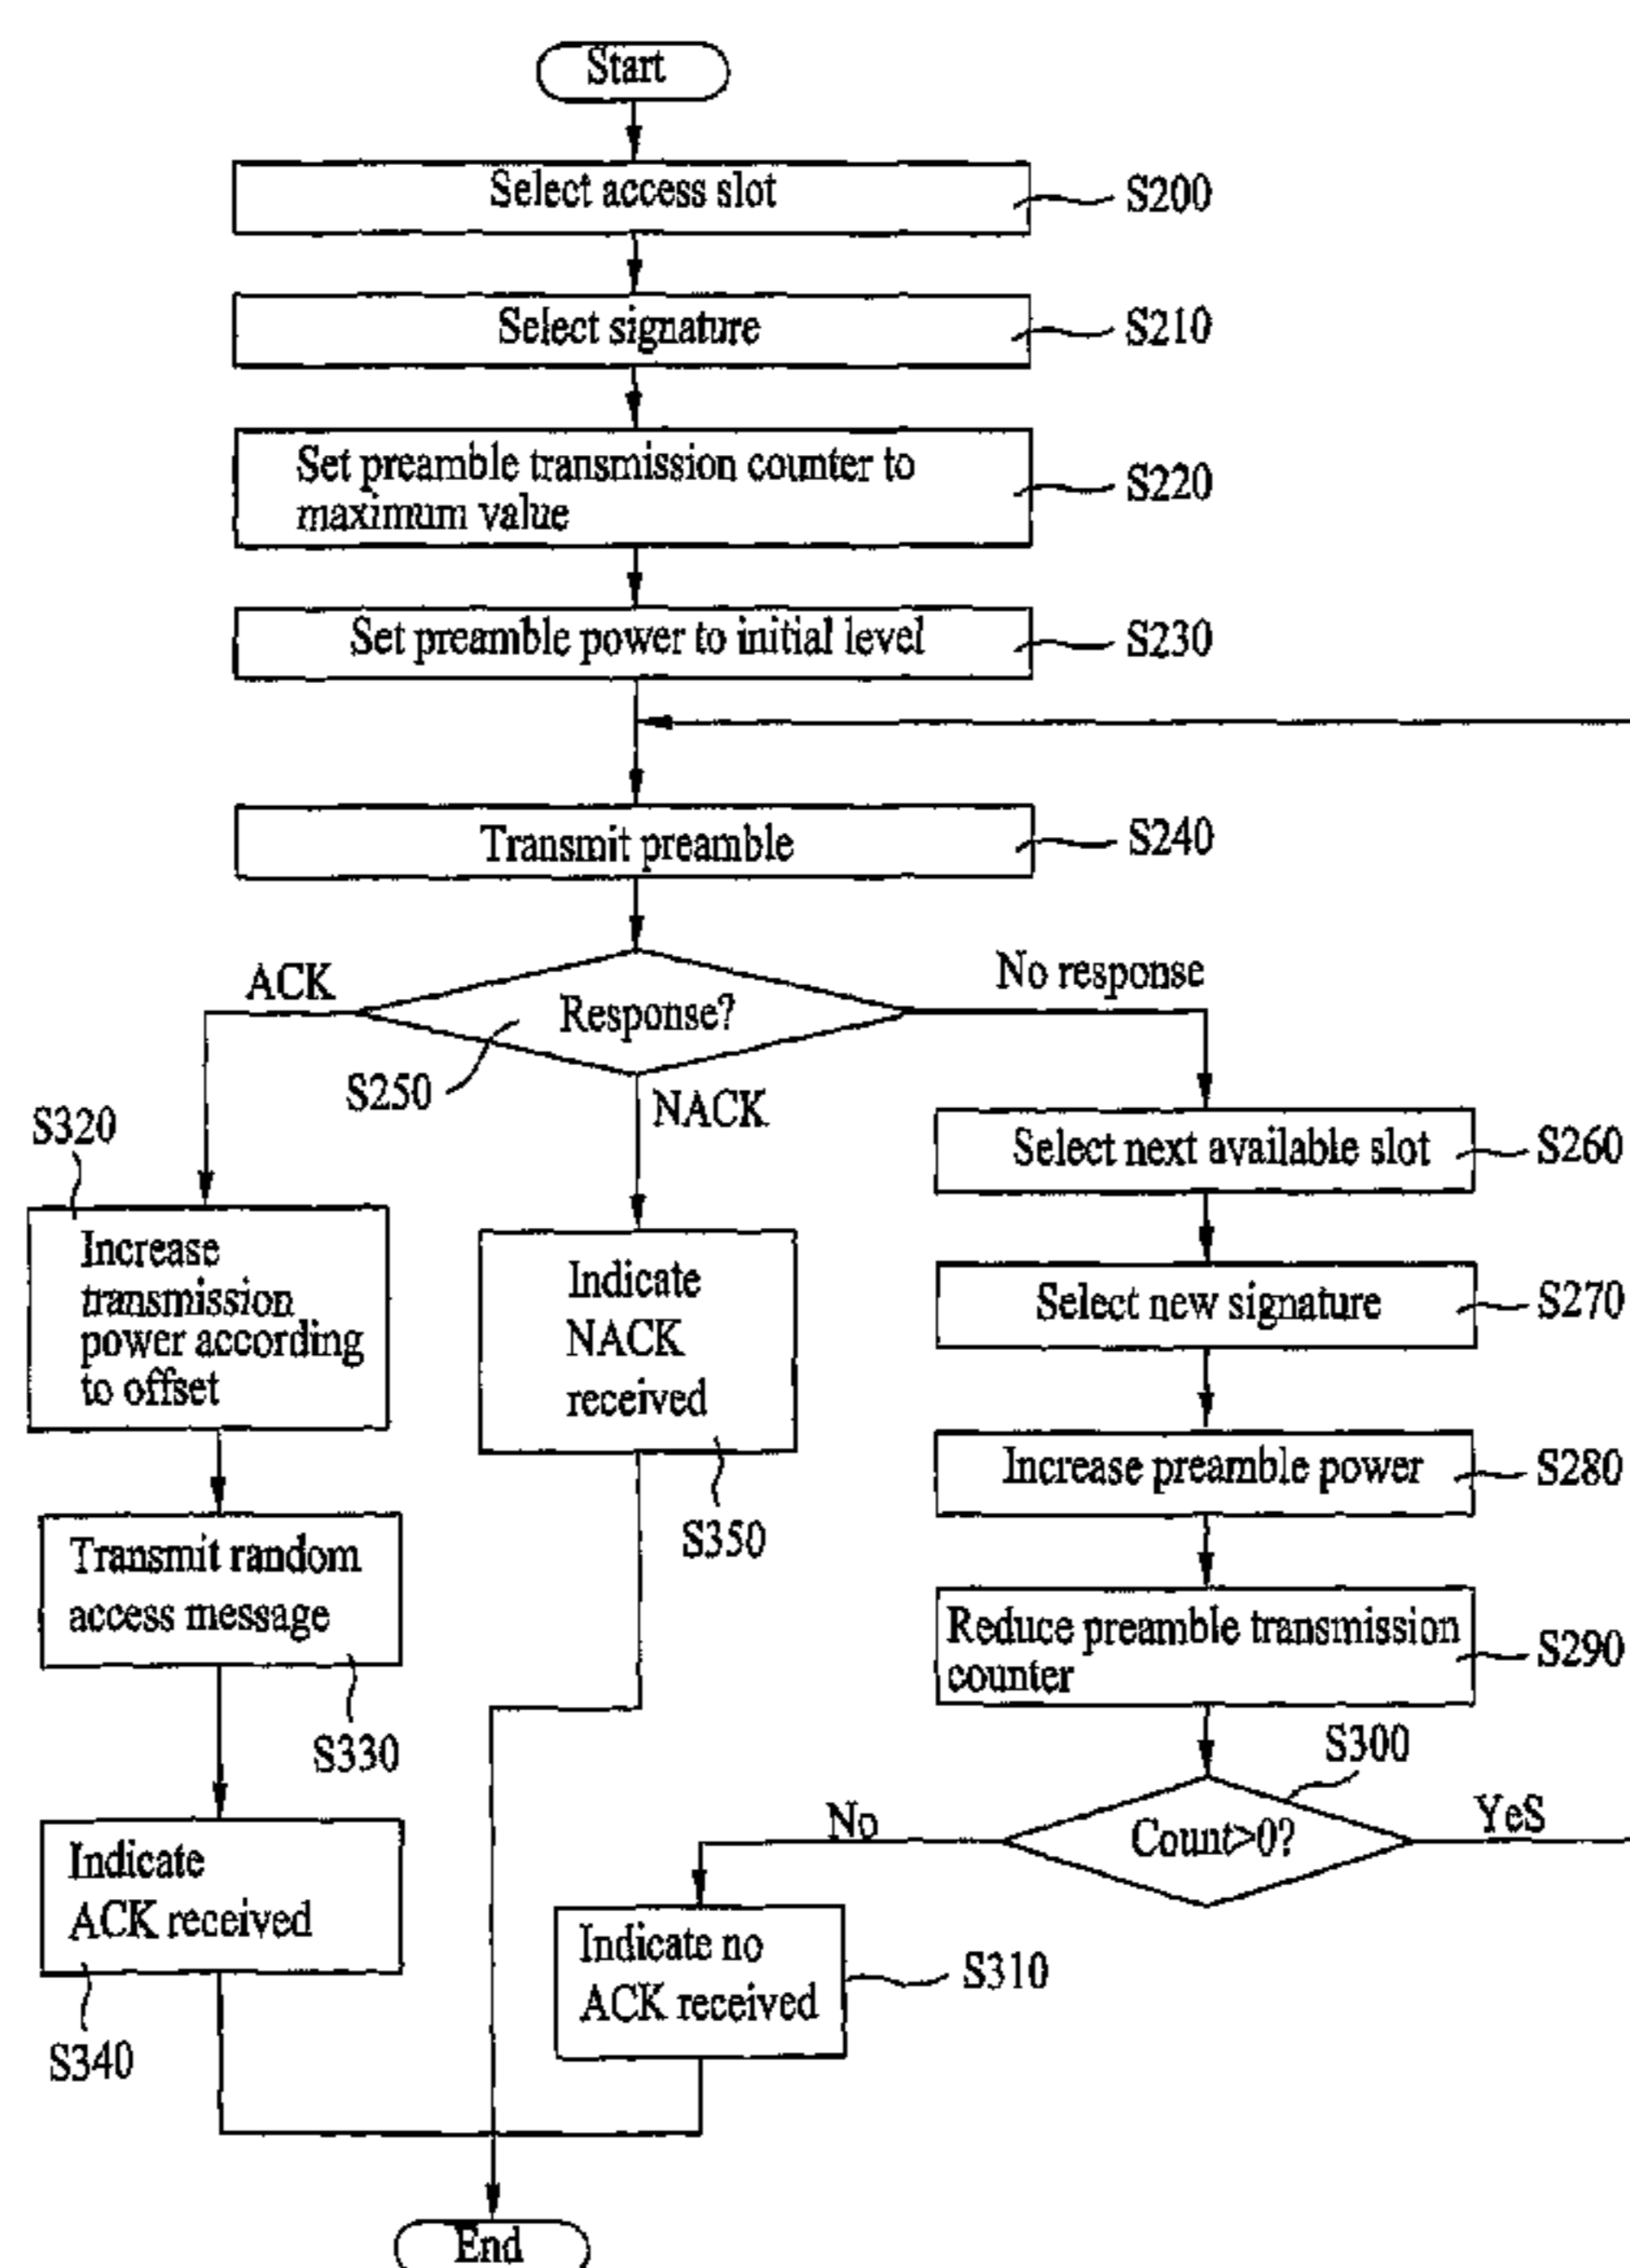 Start
Select access slot
S200
Select signature
S210
Set preamble transmission counter to
maximum value
S220
Set preamble power to initial level
S230
Transmit preamble
S240
ACK
Response?
No response
S250
NACK
S320
Increase
transmission
power according
to offset
Indicate
NACK
received
S350
Select next available slot
S260
Select new signature
S270
Increase preamble power
S280
Transmit random
access message
S330
Reduce preamble transmission
counter
S290
S300
Count>0?
YeS
No
Indicate
ACK received
S340
Indicate no
ACK received
S310
End